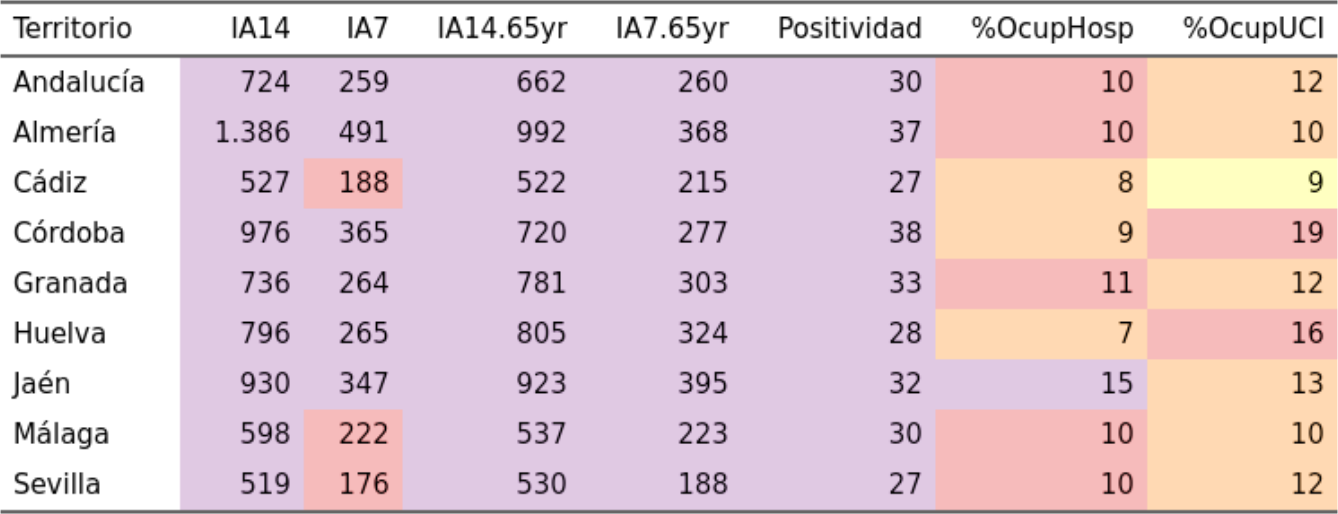 Territorio IA14 IA7 IA14.65yr IA7.65yr Positividad %OcupHosp %OcupUCI
Andalucía 724 259 662 260 30 10 12
Almería 1.386 491 992 368 37 10 10
Cádiz 527 188 522 215 27 8 9
Córdoba 976 365 720 277 38 9 19
Granada 736 264 781 303 33 11 12
Huelva 796 265 805 324 28 7 16
Jaén 930 347 923 395 32 15 13
Málaga 598 222 537 223 30 10 10
Sevilla 519 176 530 188 27 10 12